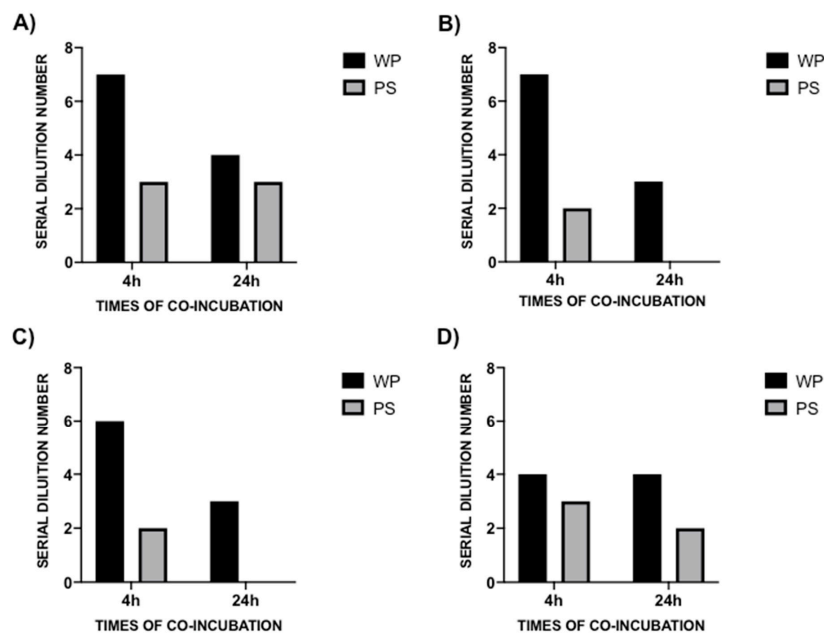 A)
SERIAL DILUITION NUMBER
8
6
4
2
0
4h
24h
TIMES OF CO-INCUBATION
WP
PS
B)
SERIAL DILUITION NUMBER
8
6
4
2
0
4h
24h
TIMES OF CO-INCUBATION
WP
PS
C)
SERIAL DILUITION NUMBER
8
6
4
2
0
4h
24h
TIMES OF CO-INCUBATION
WP
PS
D)
SERIAL DILUITION NUMBER
8
6
4
2
0
4h
24h
TIMES OF CO-INCUBATION
WP
PS